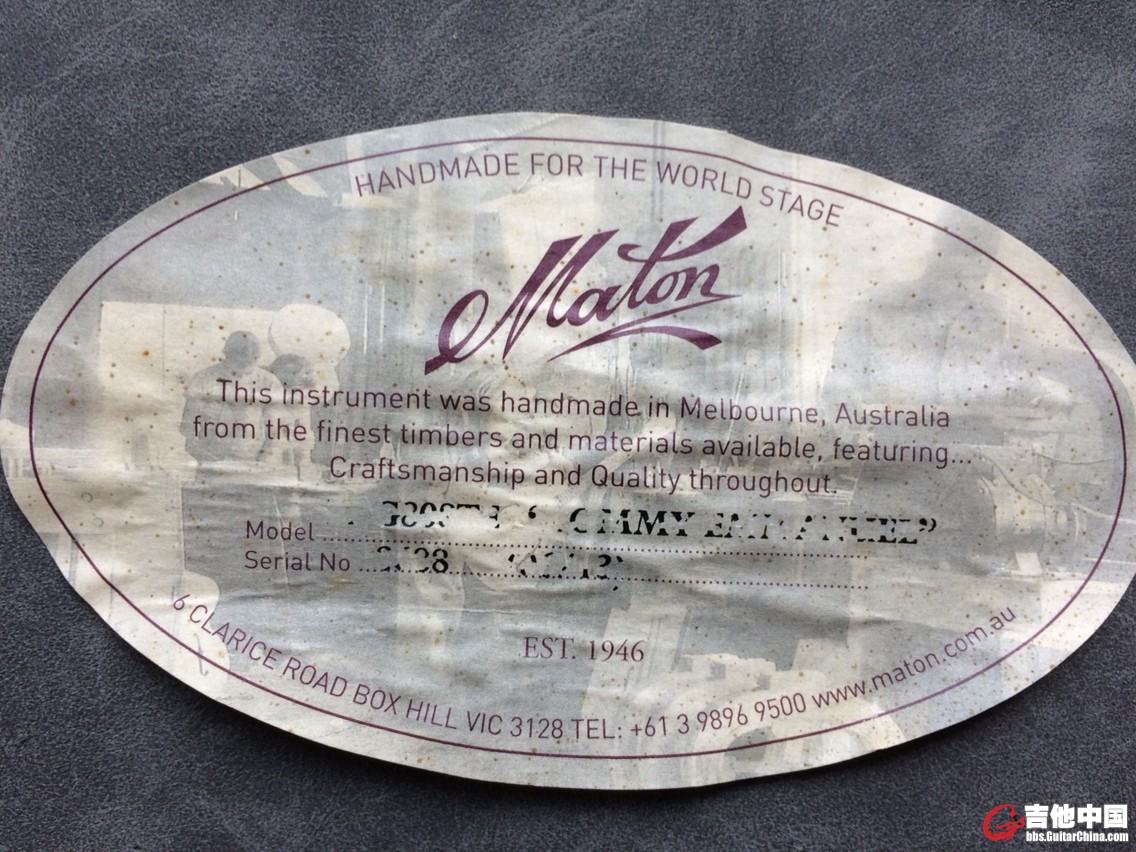 HANDMADE FOR THE WORLD STAGE
Maton
This instrument was handmade in Melbourne, Australia
from the finest timbers and materials available, featuring...
Craftsmanship and Quality throughout.
Model
Serial No
EST. 1946
6 CLARICE ROAD BOX HILL VIC 3128 TEL: +61 3 9896 9500 www.maton.com.au
吉他中国
bbs.GuitarChina.com